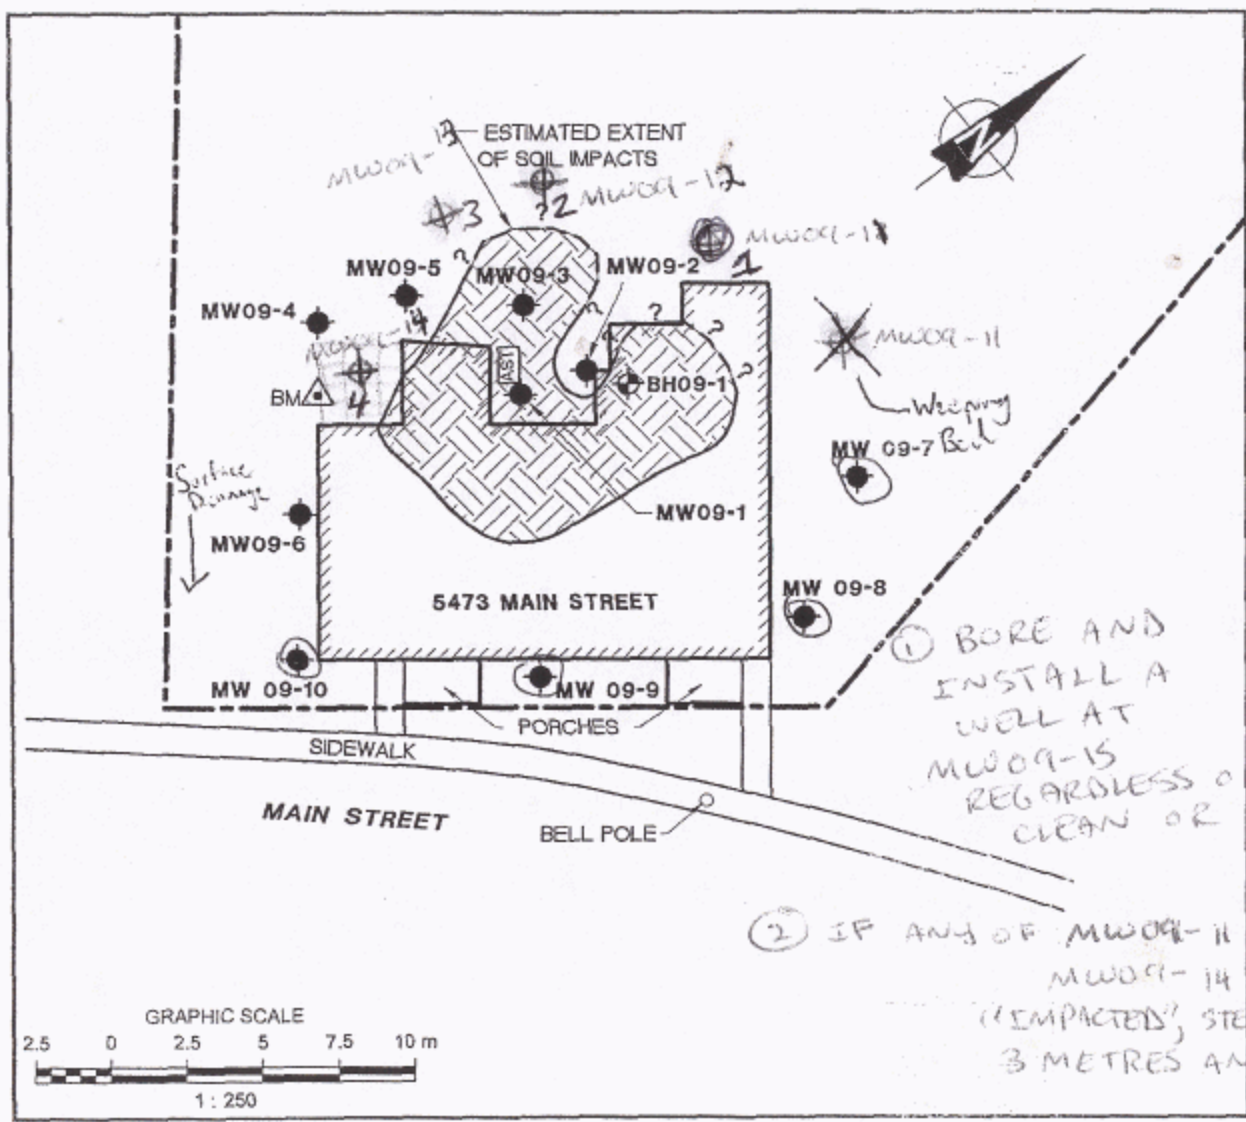 ESTIMATED EXTENT
OF SOIL IMPACTS
MW09-13
3
?2
MW09-12
MW09-11
1
MW09-5
MW09-3
MW09-2
MW09-4
MW09-14
4
BM
AST
BH09-1
?
?
?
?
?
?
MW09-11
Weeping
Bed
MW 09-7
Surface
Drainage
MW09-6
MW09-1
5473 MAIN STREET
MW 09-8
MW 09-10
MW 09-9
PORCHES
SIDEWALK
MAIN STREET
BELL POLE
N
① BORE AND
INSTALL A
WELL AT
MW09-15
REGARDLESS O
CLEAN OR
② IF ANY OF MW09-11
MW09-14
"IMPACTED", STE
3 METRES AN
GRAPHIC SCALE
2.5 0 2.5 5 7.5 10 m
1 : 250